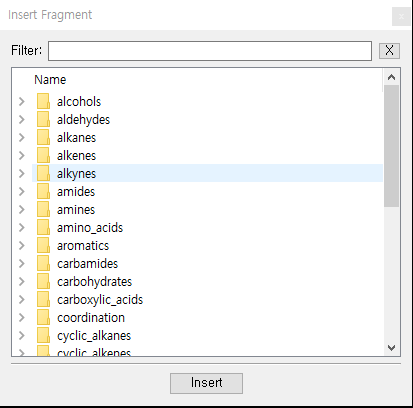 Insert Fragment
Filter:
X
Name
alcohols
aldehydes
alkanes
alkenes
alkynes
amides
amines
amino_acids
aromatics
carbamides
carbohydrates
carboxylic_acids
coordination
cyclic_alkanes
cyclic_alkenes
Insert